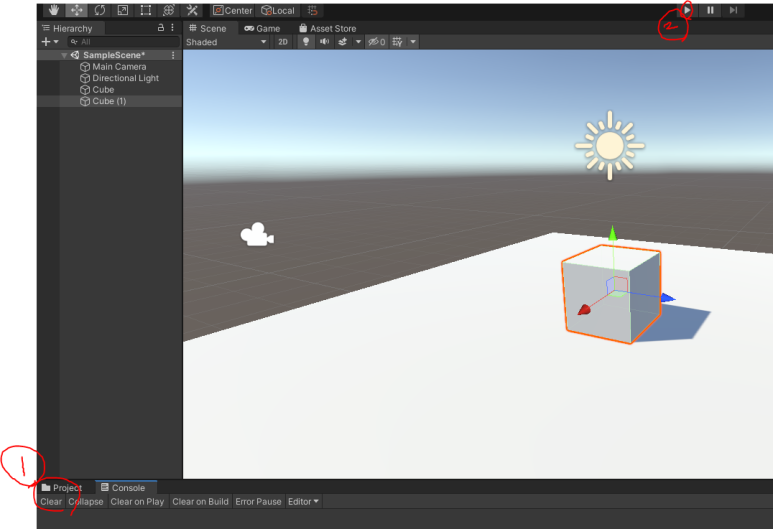 Center Local
2
Hierarchy
Scene Game Asset Store
All
Shaded 2D 0
SampleScene*
Main Camera
Directional Light
Cube
Cube (1)
1
Project Console
Clear Collapse Clear on Play Clear on Build Error Pause Editor